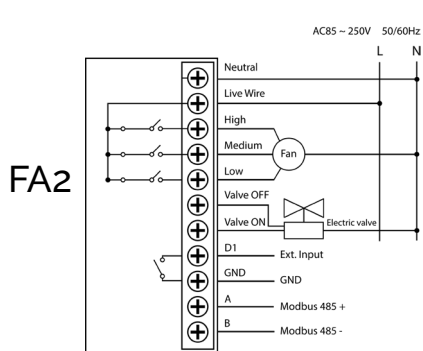 AC85 ~ 250V 50/60Hz
L N
Neutral
Live Wire
High
Medium
Fan
Low
FA2
Valve OFF
Valve ON
Electric valve
D1
Ext. Input
GND
GND
A
Modbus 485 +
B
Modbus 485 -